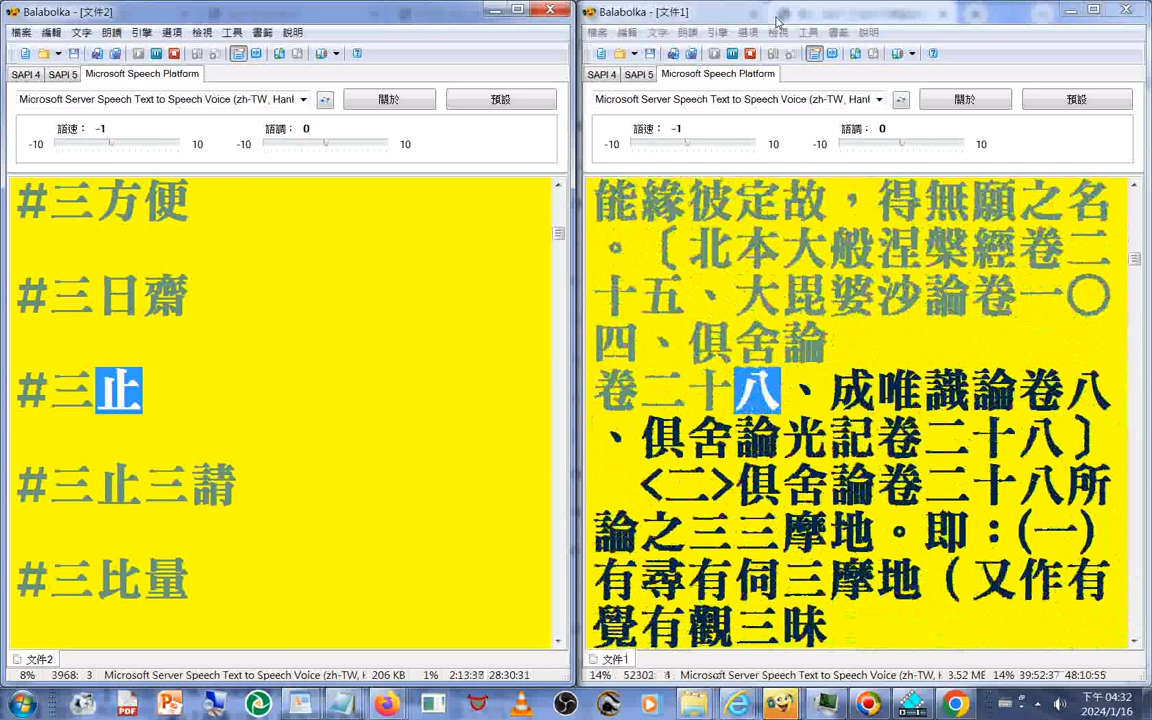 Balabolka - [文件2]
檔案 編輯 文字 朗讀 引擎 選項 檢視 工具 書籤 說明
SAPI 4 SAPI 5 Microsoft Speech Platform
Microsoft Server Speech Text to Speech Voice (zh-TW, Hanl
關於 預設
語速： -1 語調： 0
-10 10 -10 10
#三方便
#三日齋
#三止
#三止三請
#三比量
文件2
8% 3968: 3 Microsoft Server Speech Text to Speech Voice (zh-TW, H 206 KB 1% 2:13:33 28:30:31
Balabolka - [文件1]
檔案 編輯 文字 朗讀 引擎 選項 檢視 工具 書籤 說明
SAPI 4 SAPI 5 Microsoft Speech Platform
Microsoft Server Speech Text to Speech Voice (zh-TW, Hanl
關於 預設
語速： -1 語調： 0
-10 10 -10 10
能緣彼定故，得無願之名
。〔北本大般涅槃經卷二
十五、大毘婆沙論卷一〇
四、俱舍論
卷二十八、成唯識論卷八
、俱舍論光記卷二十八〕
<二>俱舍論卷二十八所
論之三三摩地。即：(一)
有尋有伺三摩地（又作有
覺有觀三昧
文件1
14% 52302: Microsoft Server Speech Text to Speech Voice (zh-TW, H 3.52 ME 14% 39:52:37 48:10:55
PDF
下午 04:32
2024/1/16